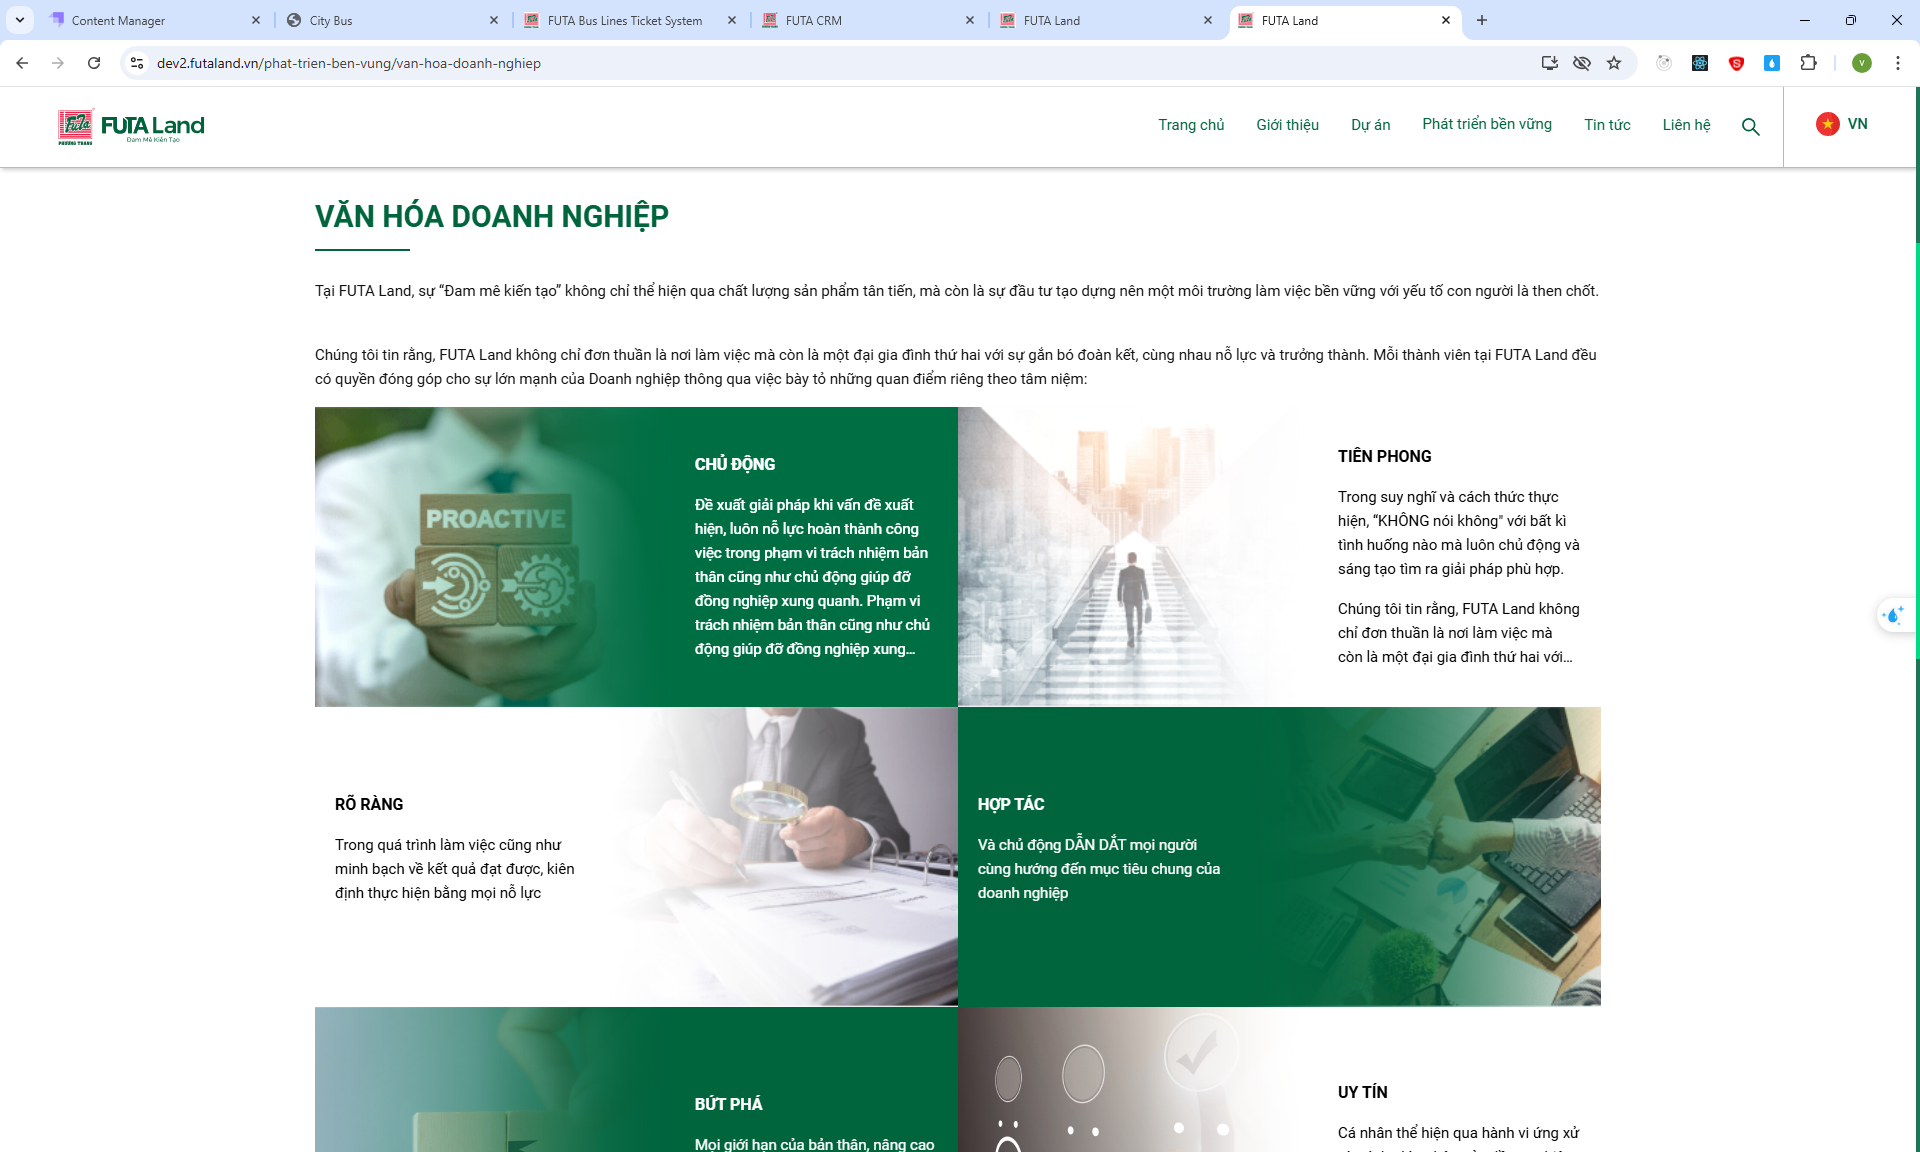 Content Manager
City Bus
FUTA Bus Lines Ticket System
FUTA CRM
FUTA Land
FUTA Land
dev2.futaland.vn/phat-trien-ben-vung/van-hoa-doanh-nghiep
V
FUTA
PHƯƠNG TRANG
FUTA Land
Đam Mê Kiến Tạo
Trang chủ
Giới thiệu
Dự án
Phát triển bền vững
Tin tức
Liên hệ
VN
VĂN HÓA DOANH NGHIỆP
Tại FUTA Land, sự “Đam mê kiến tạo” không chỉ thể hiện qua chất lượng sản phẩm tân tiến, mà còn là sự đầu tư tạo dựng nên một môi trường làm việc bền vững với yếu tố con người là then chốt.
Chúng tôi tin rằng, FUTA Land không chỉ đơn thuần là nơi làm việc mà còn là một đại gia đình thứ hai với sự gắn bó đoàn kết, cùng nhau nỗ lực và trưởng thành. Mỗi thành viên tại FUTA Land đều
có quyền đóng góp cho sự lớn mạnh của Doanh nghiệp thông qua việc bày tỏ những quan điểm riêng theo tâm niệm:
PROACTIVE
CHỦ ĐỘNG
Đề xuất giải pháp khi vấn đề xuất
hiện, luôn nỗ lực hoàn thành công
việc trong phạm vi trách nhiệm bản
thân cũng như chủ động giúp đỡ
đồng nghiệp xung quanh. Phạm vi
trách nhiệm bản thân cũng như chủ
động giúp đỡ đồng nghiệp xung...
TIÊN PHONG
Trong suy nghĩ và cách thức thực
hiện, “KHÔNG nói không" với bất kì
tình huống nào mà luôn chủ động và
sáng tạo tìm ra giải pháp phù hợp.
Chúng tôi tin rằng, FUTA Land không
chỉ đơn thuần là nơi làm việc mà
còn là một đại gia đình thứ hai với...
RÕ RÀNG
Trong quá trình làm việc cũng như
minh bạch về kết quả đạt được, kiên
định thực hiện bằng mọi nỗ lực
HỢP TÁC
Và chủ động DẪN DẮT mọi người
cùng hướng đến mục tiêu chung của
doanh nghiệp
BỨT PHÁ
Mọi giới hạn của bản thân, nâng cao
UY TÍN
Cá nhân thể hiện qua hành vi ứng xử